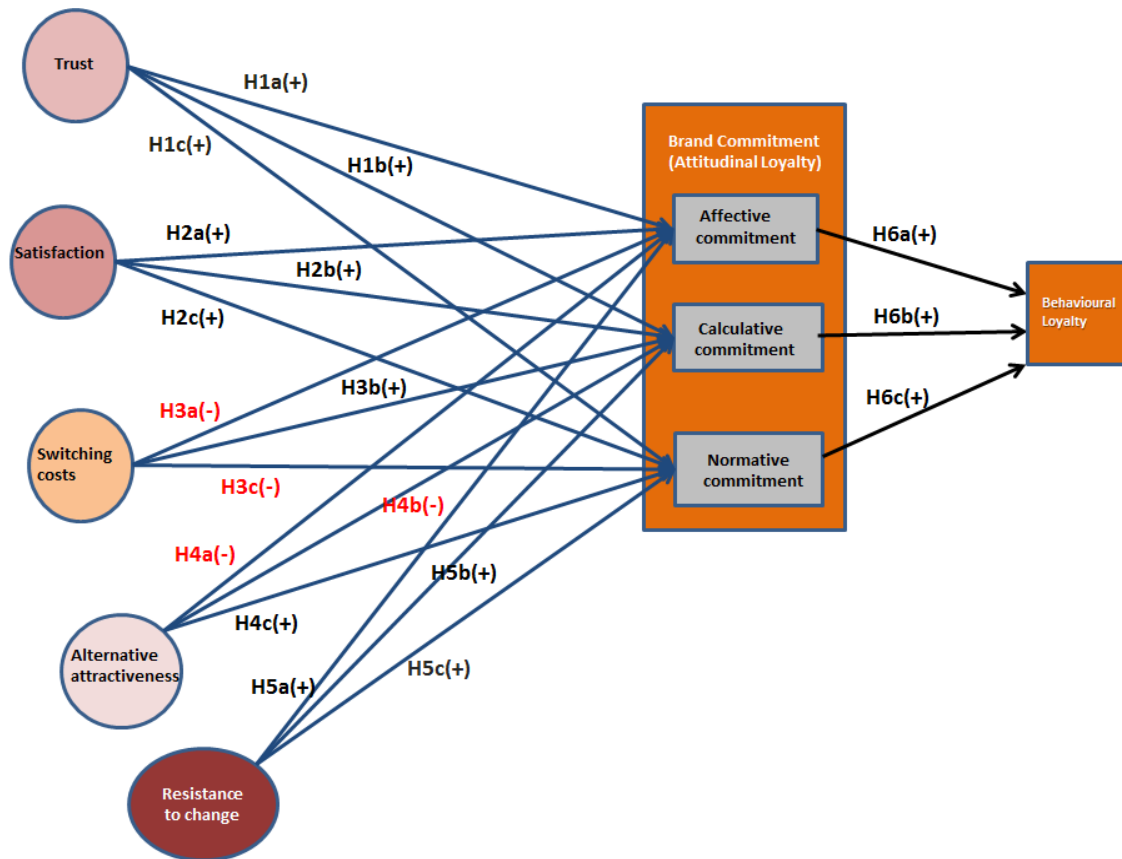 Trust
H1a(+)
H1c(+)
H1b(+)
Brand Commitment
(Attitudinal Loyalty)
Affective
commitment
Satisfaction
H2a(+)
H2b(+)
H2c(+)
H6a(+)
Calculative
commitment
H6b(+)
Behavioural
Loyalty
H3b(+)
H3a(-)
H6c(+)
Switching
costs
H3c(-)
Normative
commitment
H4b(-)
H4a(-)
H5b(+)
H4c(+)
Alternative
attractiveness
H5c(+)
H5a(+)
Resistance
to change